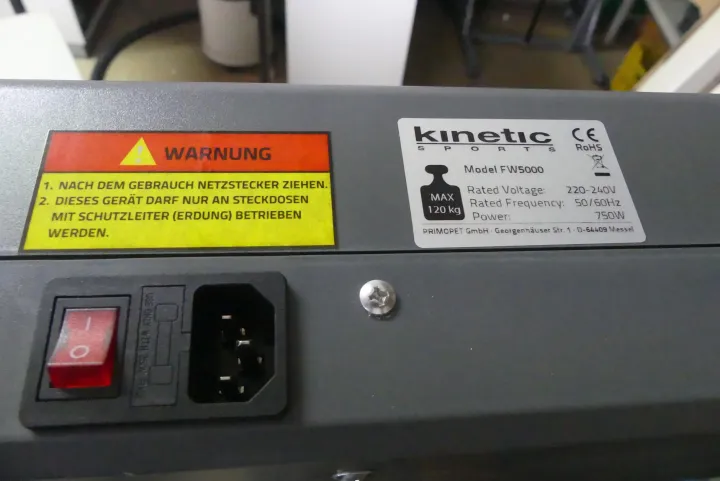 WARNUNG
1. NACH DEM GEBRAUCH NETZSTECKER ZIEHEN.
2. DIESES GERÄT DARF NUR AN STECKDOSEN
MIT SCHUTZLEITER (ERDUNG) BETRIEBEN
WERDEN.
kinetic
SPORTS
CE
RoHS
Model FW5000
MAX
120 kg
Rated Voltage: 220-240V
Rated Frequency: 50/60Hz
Power: 750W
PRIMOPET GmbH · Georgenhäuser Str. 1 · D-64409 Messel
I
O